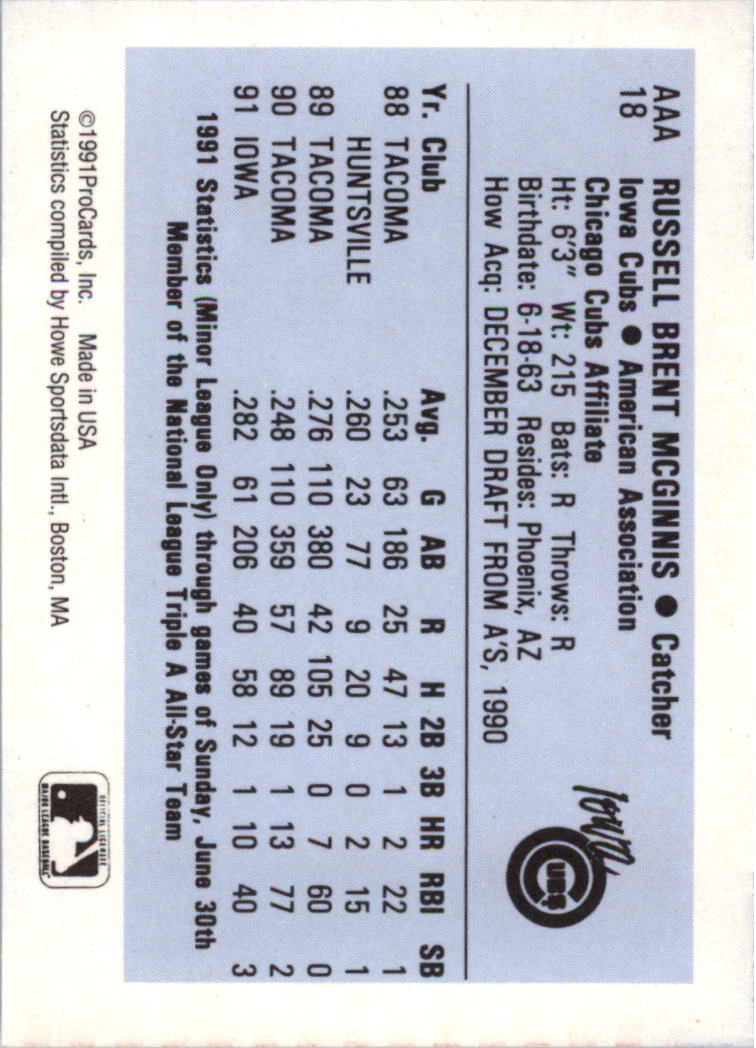 AAA RUSSELL BRENT MCGINNIS ● Catcher
18 Iowa Cubs ● American Association
Chicago Cubs Affiliate
Ht: 6'3" Wt: 215 Bats: R Throws: R
Birthdate: 6-18-63 Resides: Phoenix, AZ
How Acq: DECEMBER DRAFT FROM A'S, 1990
Iowa
CUBS
Yr. Club Avg. G AB R H 2B 3B HR RBI SB
88 TACOMA .253 63 186 25 47 13 1 2 22 1
HUNTSVILLE .260 23 77 9 20 9 0 2 15 1
89 TACOMA .276 110 380 42 105 25 0 7 60 0
90 TACOMA .248 110 359 57 89 19 1 13 77 2
91 IOWA .282 61 206 40 58 12 1 10 40 3
1991 Statistics (Minor League Only) through games of Sunday, June 30th
Member of the National League Triple A All-Star Team
©1991ProCards, Inc. Made in USA
Statistics compiled by Howe Sportsdata Intl., Boston, MA
OFFICIAL LICENSEE
MAJOR LEAGUE BASEBALL